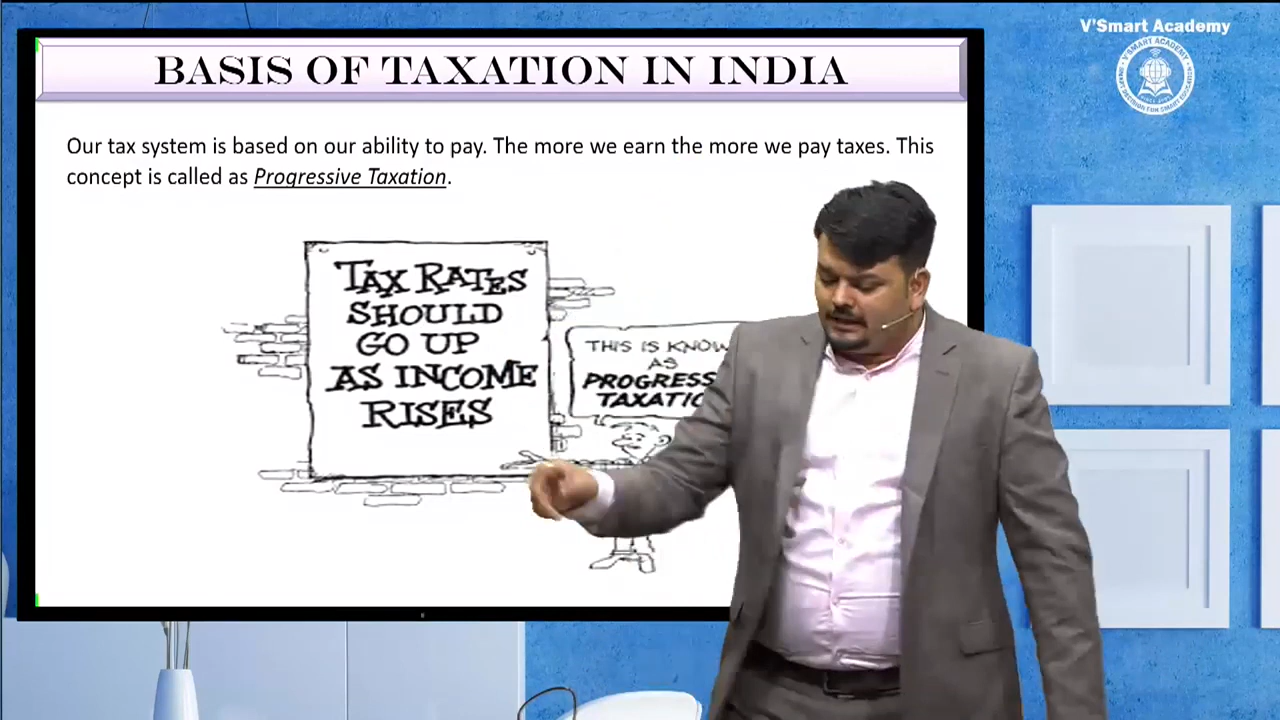 V'Smart Academy
BASIS OF TAXATION IN INDIA
Our tax system is based on our ability to pay. The more we earn the more we pay taxes. This
concept is called as Progressive Taxation.
TAX RATES
SHOULD
GO UP
AS INCOME
RISES
THIS IS
AS
V'SMART ACADEMY